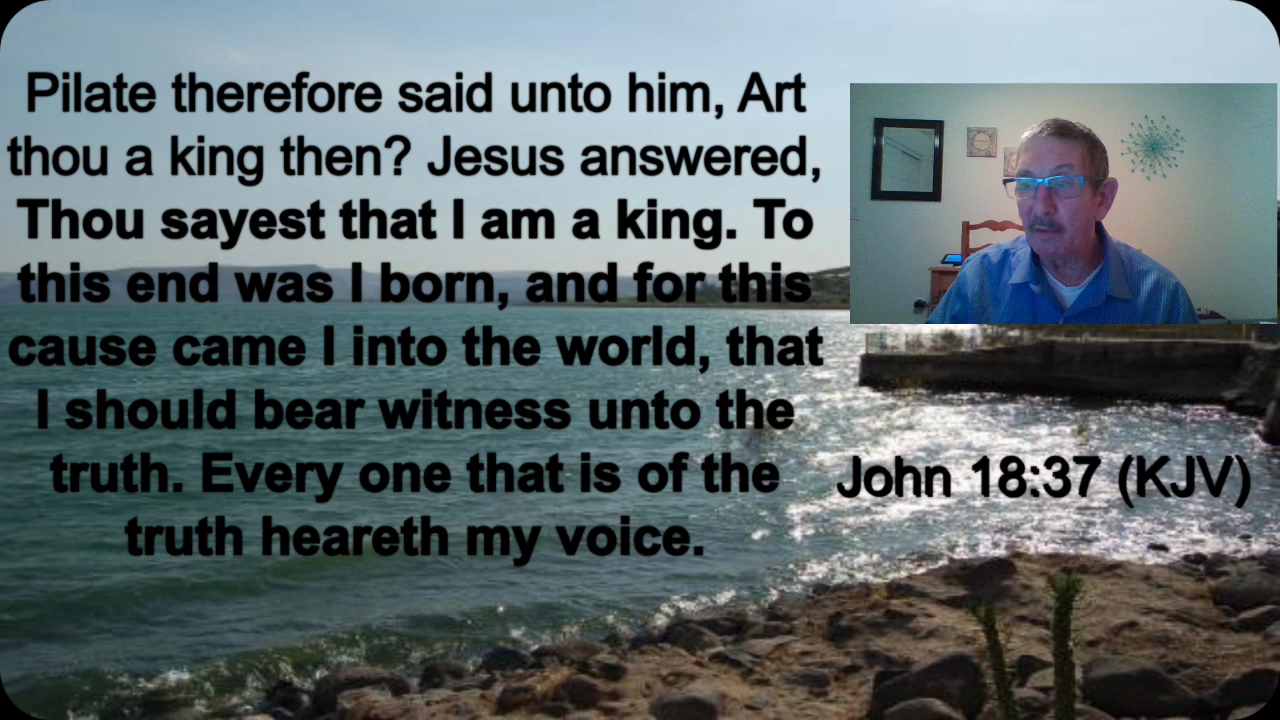 Pilate therefore said unto him, Art
thou a king then? Jesus answered,
Thou sayest that I am a king. To
this end was I born, and for this
cause came I into the world, that
I should bear witness unto the
truth. Every one that is of the
truth heareth my voice.
John 18:37 (KJV)